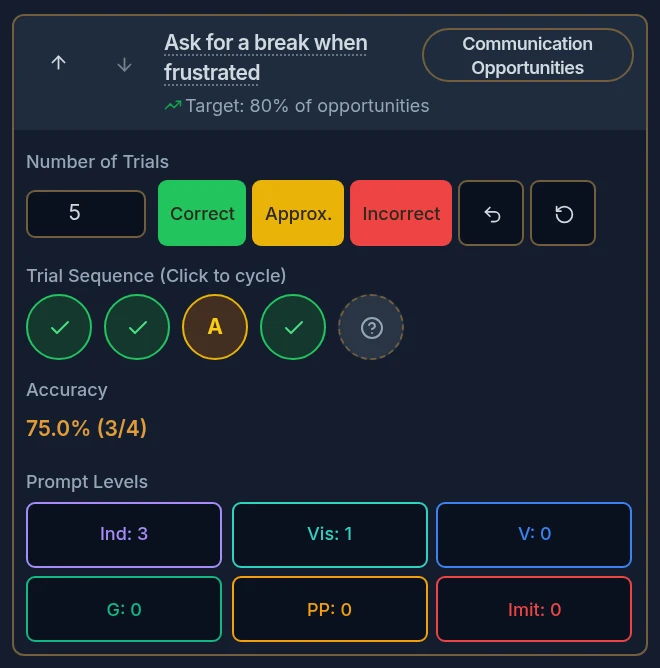 Ask for a break when
frustrated
Communication
Opportunities
Target: 80% of opportunities
Number of Trials
5
Correct
Approx.
Incorrect
Trial Sequence (Click to cycle)
A
?
Accuracy
75.0% (3/4)
Prompt Levels
Ind: 3
Vis: 1
V: 0
G: 0
PP: 0
Imit: 0